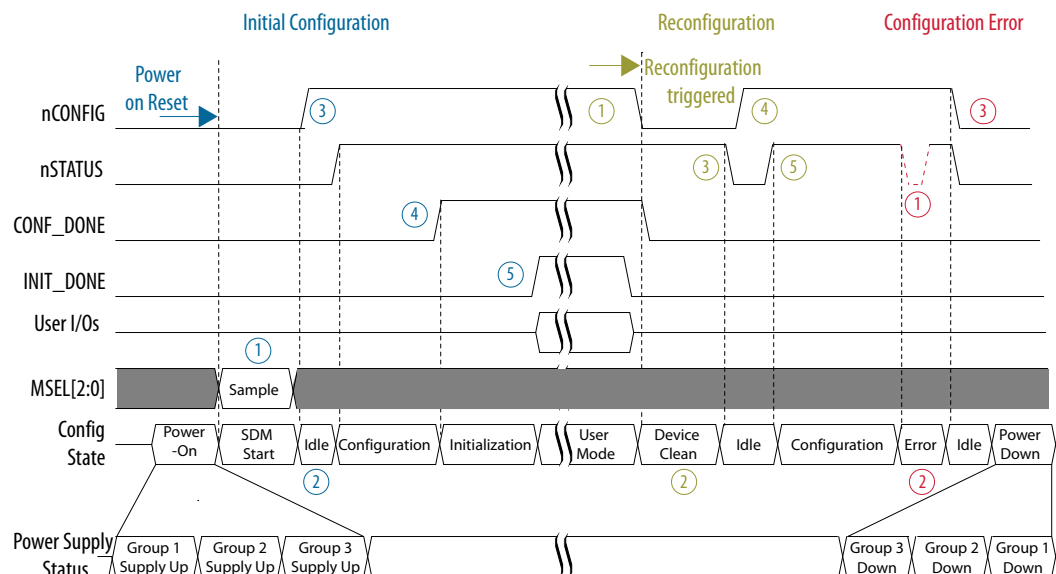 Initial Configuration
Reconfiguration
Configuration Error
Power
on Reset
Reconfiguration
triggered
nCONFIG
3
1
4
3
nSTATUS
3
5
1
CONF_DONE
4
INIT_DONE
5
User I/Os
1
MSEL[2:0]
Sample
Config
State
Power
-On
SDM
Start
Idle
Configuration
Initialization
User
Mode
Device
Clean
Idle
Configuration
Error
Idle
Power
Down
2
2
2
Power Supply
Status
Group 1
Supply Up
Group 2
Supply Up
Group 3
Supply Up
Group 3
Down
Group 2
Down
Group 1
Down